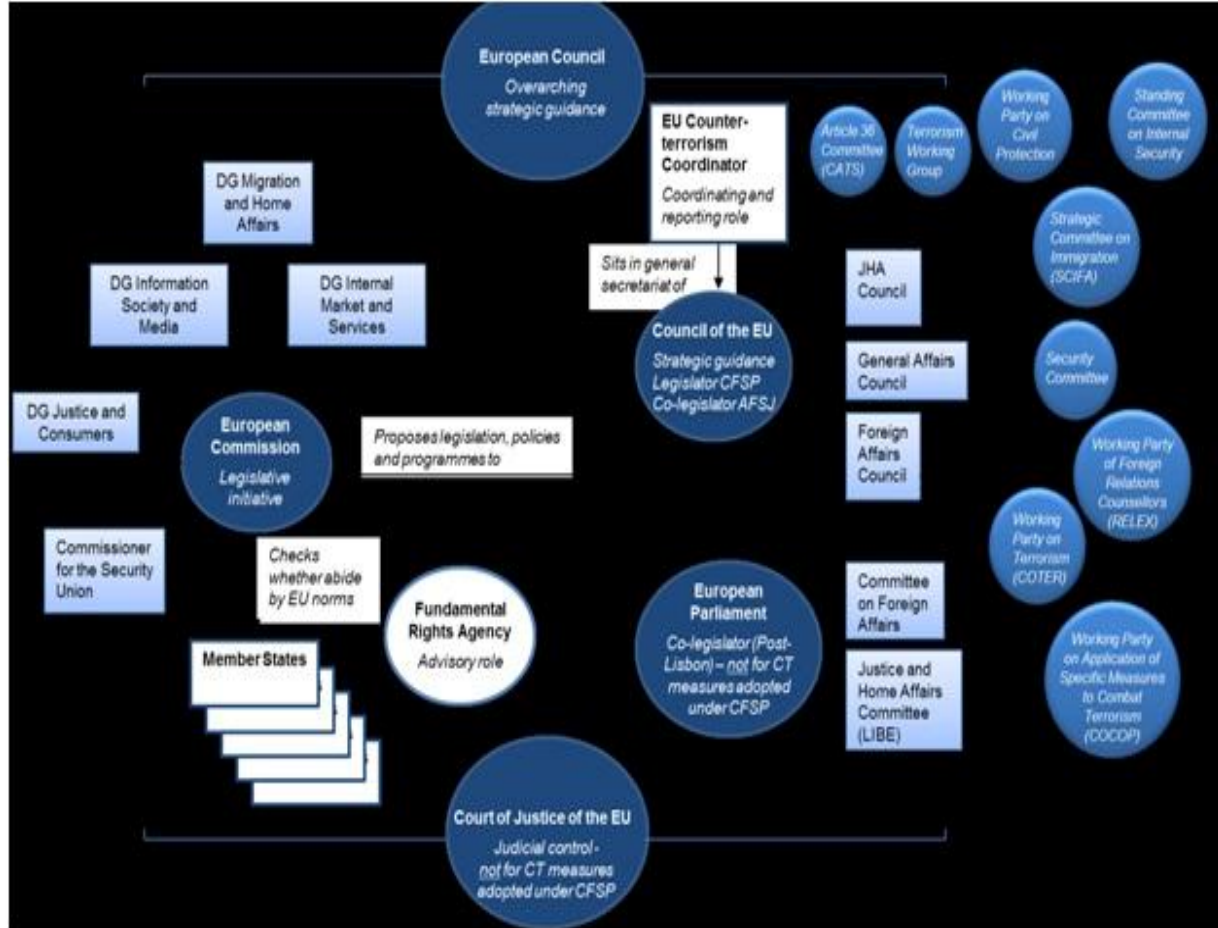 European Council
Overarching
strategic guidance
EU Counter-
terrorism
Coordinator
Coordinating and
reporting role
Article 36
Committee
(CATS)
Terrorism
Working
Group
Working
Party on
Civil
Protection
Standing
Committee
on Internal
Security
DG Migration
and Home
Affairs
Strategic
Committee on
Immigration
(SCIFA)
DG Information
Society and
Media
DG Internal
Market and
Services
Sits in general
secretariat of
JHA
Council
Council of the EU
Strategic guidance
Legislator CFSP
Co-legislator AFSJ
General Affairs
Council
Security
Committee
DG Justice and
Consumers
European
Commission
Legislative
initiative
Proposes legislation, policies
and programmes to
Foreign
Affairs
Council
Working Party
of Foreign
Relations
Counsellors
(RELEX)
Commissioner
for the Security
Union
Checks
whether abide
by EU norms
Fundamental
Rights Agency
Advisory role
European
Parliament
Co-legislator (Post-
Lisbon) – not for CT
measures adopted
under CFSP
Committee
on Foreign
Affairs
Working
Party on
Terrorism
(COTER)
Member States
Justice and
Home Affairs
Committee
(LIBE)
Working Party
on Application of
Specific Measures
to Combat
Terrorism
(COCOP)
Court of Justice of the EU
Judicial control -
not for CT measures
adopted under CFSP